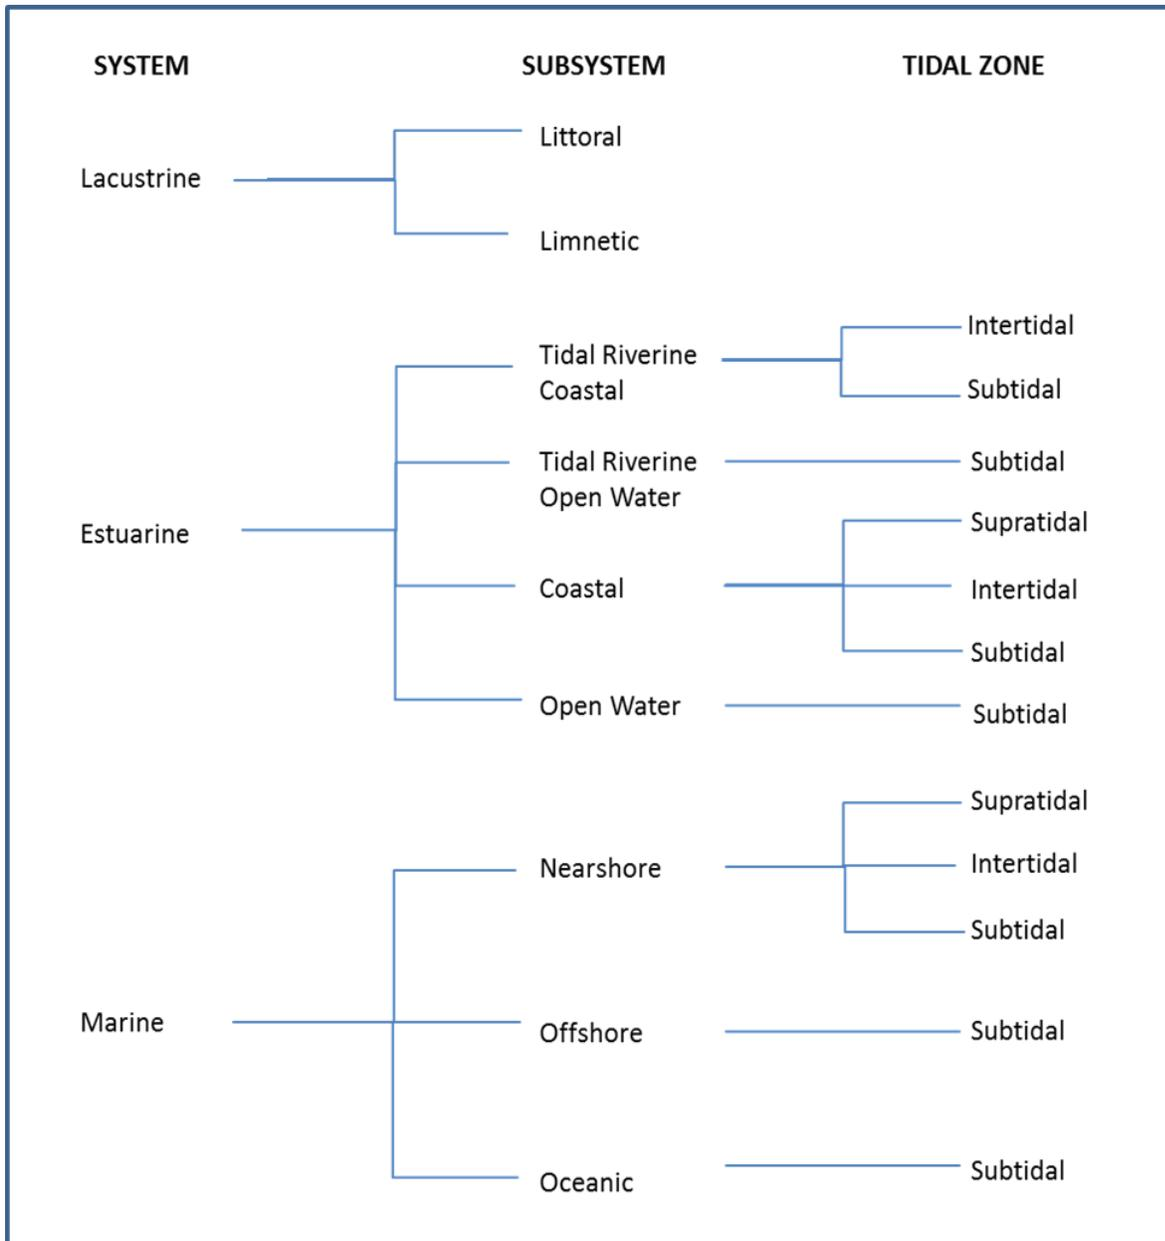 SYSTEM SUBSYSTEM TIDAL ZONE
Littoral
Lacustrine
Limnetic
Intertidal
Tidal Riverine
Coastal
Subtidal
Tidal Riverine Subtidal
Open Water
Supratidal
Estuarine
Coastal Intertidal
Subtidal
Open Water Subtidal
Supratidal
Nearshore Intertidal
Subtidal
Marine
Offshore Subtidal
Oceanic Subtidal